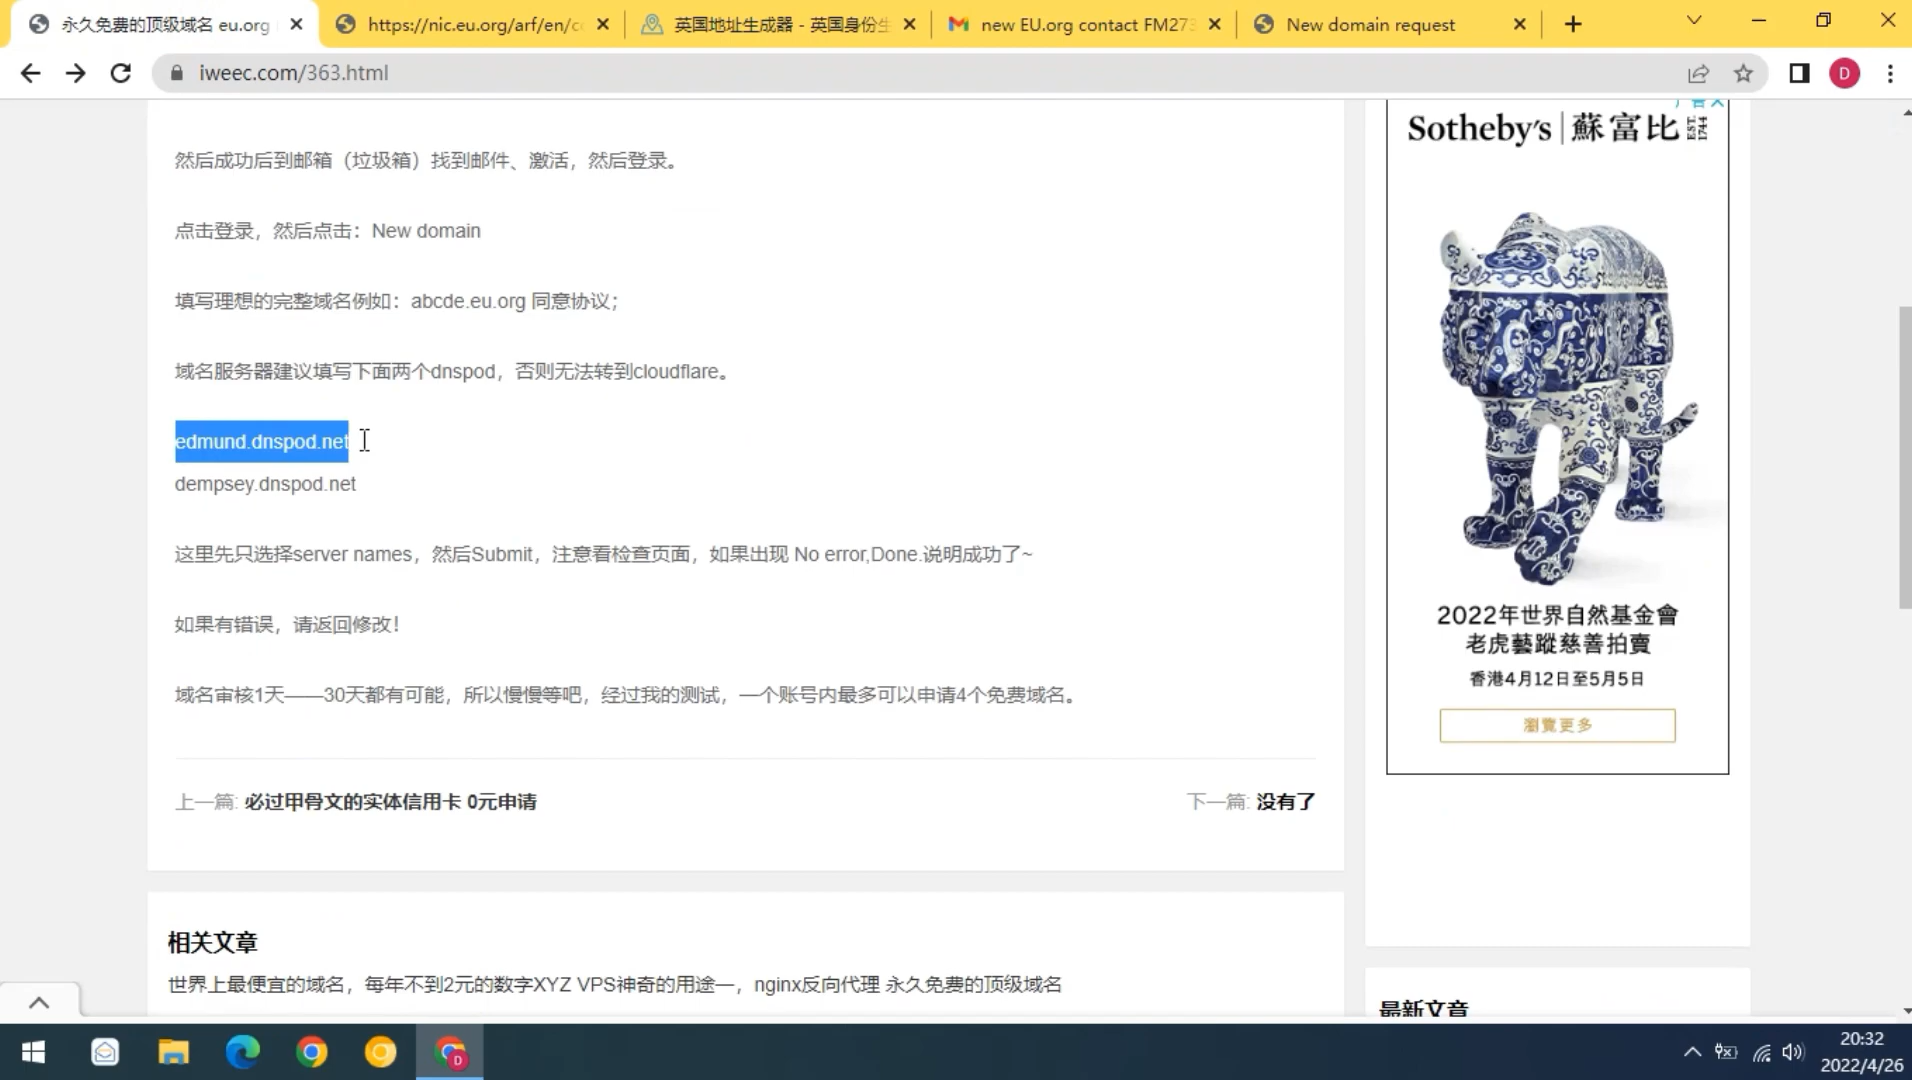 永久免费的顶级域名 eu.org
https://nic.eu.org/arf/en/c
英国地址生成器 - 英国身份生
new EU.org contact FM273
New domain request
iweec.com/363.html
D
然后成功后到邮箱（垃圾箱）找到邮件、激活，然后登录。
点击登录，然后点击：New domain
填写理想的完整域名例如：abcde.eu.org 同意协议；
域名服务器建议填写下面两个dnspod，否则无法转到cloudflare。
edmund.dnspod.net
dempsey.dnspod.net
这里先只选择server names，然后Submit，注意看检查页面，如果出现 No error,Done.说明成功了~
如果有错误，请返回修改！
域名审核1天——30天都有可能，所以慢慢等吧，经过我的测试，一个账号内最多可以申请4个免费域名。
上一篇: 必过甲骨文的实体信用卡 0元申请
下一篇: 没有了
相关文章
世界上最便宜的域名，每年不到2元的数字XYZ VPS神奇的用途一，nginx反向代理 永久免费的顶级域名
Sotheby's 蘇富比 EST. 1744
2022年世界自然基金會
老虎藝蹤慈善拍賣
香港4月12日至5月5日
瀏覽更多
最新文章
D
20:32
2022/4/26